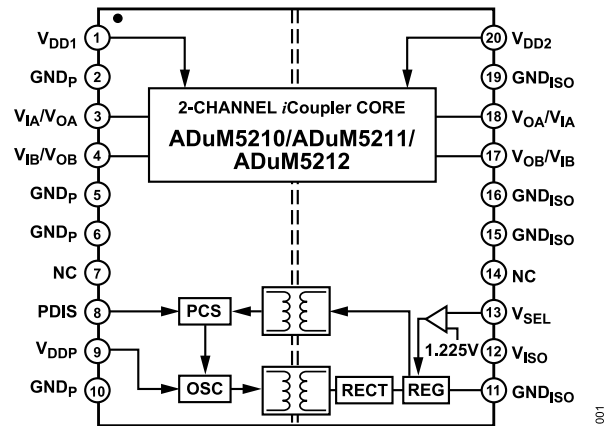 VDD1 1
20 VDD2
GNDP 2
19 GNDISO
2-CHANNEL iCoupler CORE
VIA/VOA 3
18 VOA/VIA
ADuM5210/ADuM5211/
ADuM5212
VIB/VOB 4
17 VOB/VIB
GNDP 5
16 GNDISO
GNDP 6
15 GNDISO
NC 7
14 NC
PDIS 8
PCS
13 VSEL
1.225V
VDDP 9
12 VISO
GNDP 10
OSC
RECT
REG
11 GNDISO
001